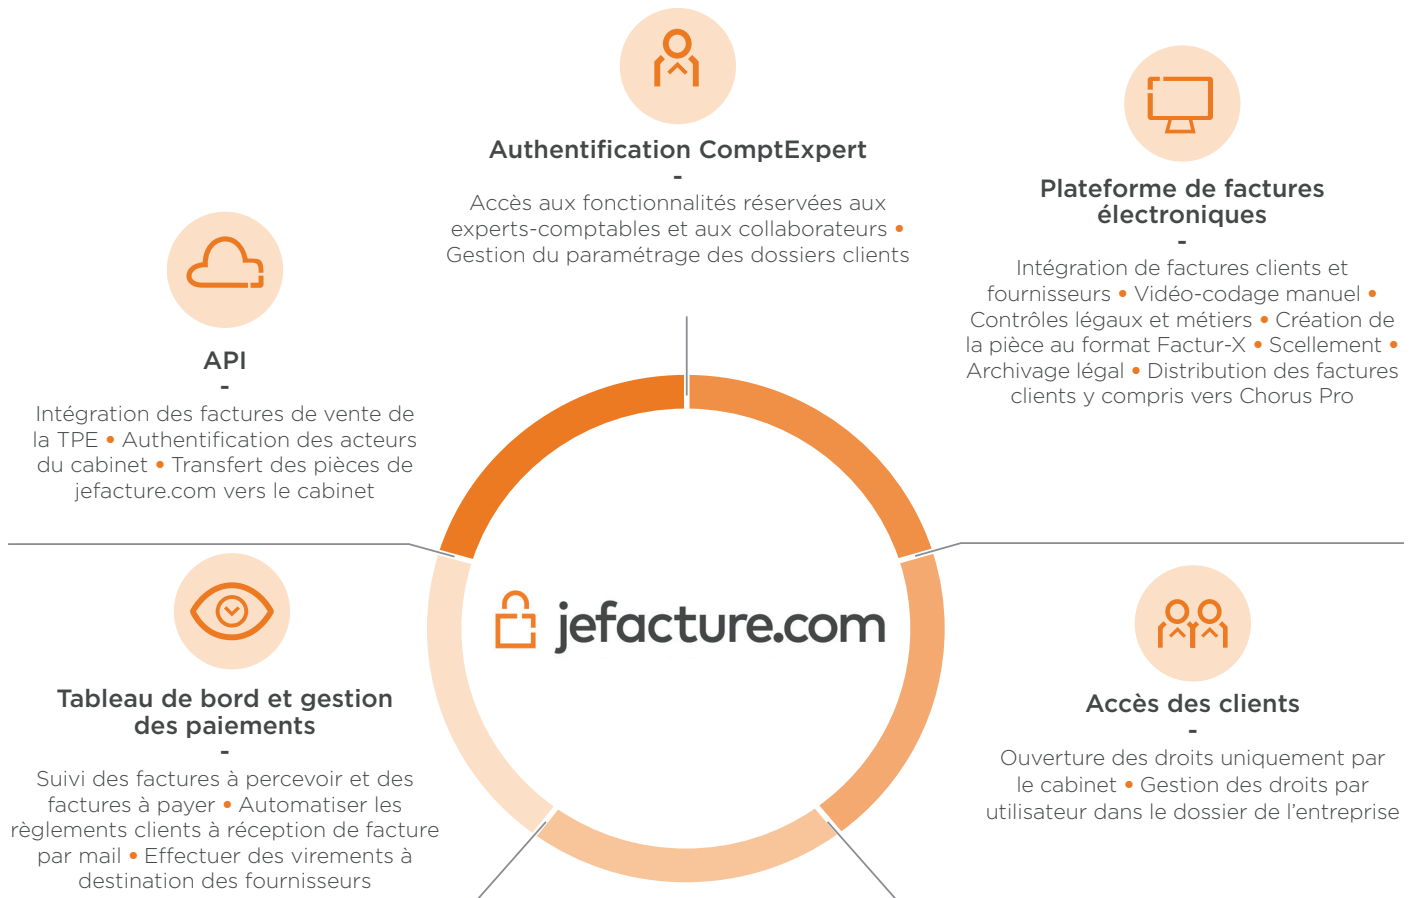 Authentification ComptExpert
-
Accès aux fonctionnalités réservées aux
experts-comptables et aux collaborateurs •
Gestion du paramétrage des dossiers clients
Plateforme de factures
électroniques
-
Intégration de factures clients et
fournisseurs • Vidéo-codage manuel •
Contrôles légaux et métiers • Création de
la pièce au format Factur-X • Scellement •
Archivage légal • Distribution des factures
clients y compris vers Chorus Pro
API
-
Intégration des factures de vente de
la TPE • Authentification des acteurs
du cabinet • Transfert des pièces de
jefacture.com vers le cabinet
jefacture.com
Tableau de bord et gestion
des paiements
-
Suivi des factures à percevoir et des
factures à payer • Automatiser les
règlements clients à réception de facture
par mail • Effectuer des virements à
destination des fournisseurs
Accès des clients
-
Ouverture des droits uniquement par
le cabinet • Gestion des droits par
utilisateur dans le dossier de l’entreprise